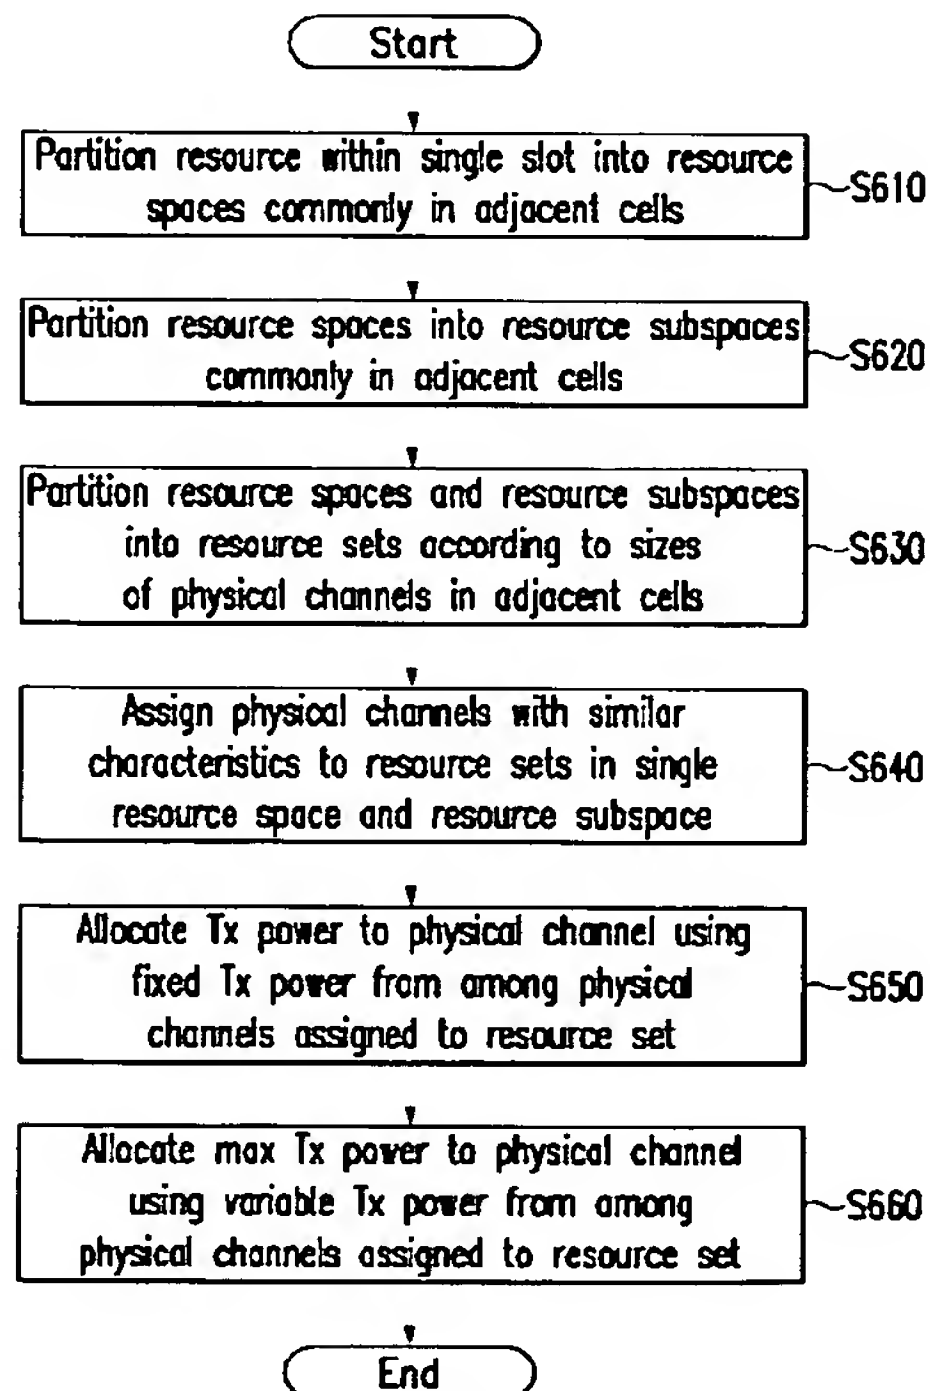 Start
Partition resource within single slot into resource
spaces commonly in adjacent cells
S610
Partition resource spaces into resource subspaces
commonly in adjacent cells
S620
Partition resource spaces and resource subspaces
into resource sets according to sizes
of physical channels in adjacent cells
S630
Assign physical channels with similar
characteristics to resource sets in single
resource space and resource subspace
S640
Allocate Tx power to physical channel using
fixed Tx power from among physical
channels assigned to resource set
S650
Allocate max Tx power to physical channel
using variable Tx power from among
physical channels assigned to resource set
S660
End